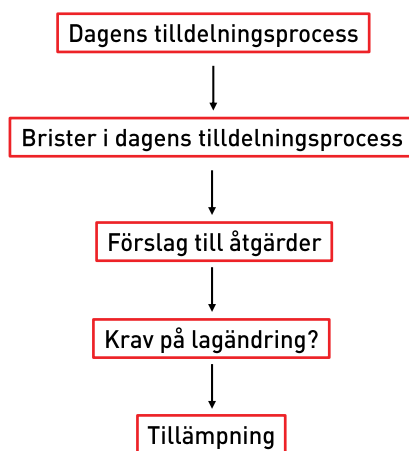 Dagens tilldelningsprocess
Brister i dagens tilldelningsprocess
Förslag till åtgärder
Krav på lagändring?
Tillämpning